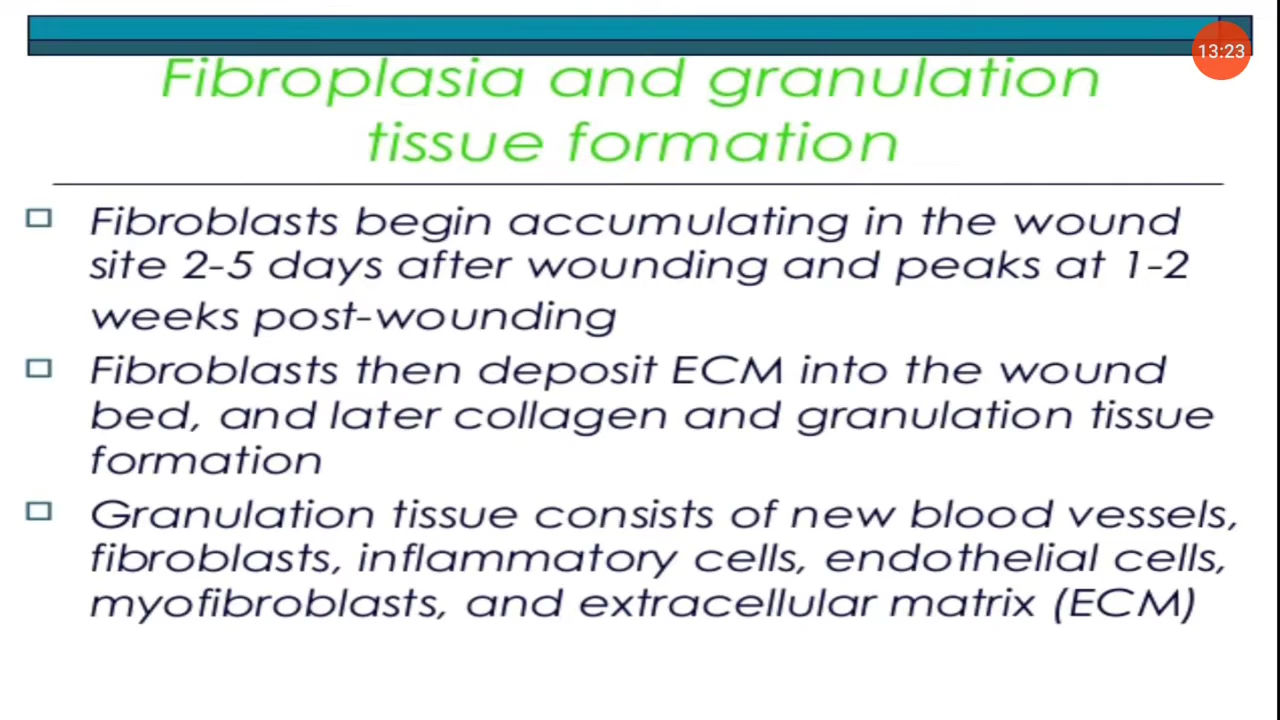 13:23
Fibroplasia and granulation
tissue formation
Fibroblasts begin accumulating in the wound
site 2-5 days after wounding and peaks at 1-2
weeks post-wounding
Fibroblasts then deposit ECM into the wound
bed, and later collagen and granulation tissue
formation
Granulation tissue consists of new blood vessels,
fibroblasts, inflammatory cells, endothelial cells,
myofibroblasts, and extracellular matrix (ECM)